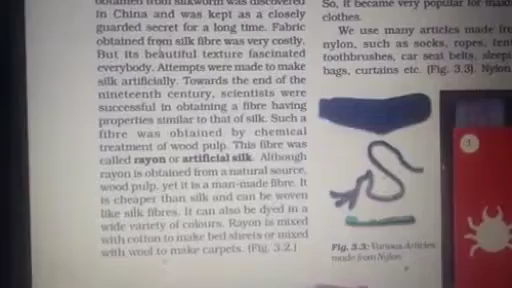 obtained from silkworm was discovered
in China and was kept as a closely
guarded secret for a long time. Fabric
obtained from silk fibre was very costly.
But its beautiful texture fascinated
everybody. Attempts were made to make
silk artificially. Towards the end of the
nineteenth century, scientists were
successful in obtaining a fibre having
properties similar to that of silk. Such a
fibre was obtained by chemical
treatment of wood pulp. This fibre was
called rayon or artificial silk. Although
rayon is obtained from a natural source,
wood pulp, yet it is a man-made fibre. It
is cheaper than silk and can be woven
like silk fibres. It can also be dyed in a
wide variety of colours. Rayon is mixed
with cotton to make bed sheets or mixed
with wool to make carpets. (Fig. 3.2.)
So, it became very popular for
clothes.
We use many articles made
nylon, such as socks, ropes,
toothbrushes, car seat belts,
bags, curtains etc. (Fig. 3.3). Nylon
Fig. 3.3: Various Articles
made from Nylon